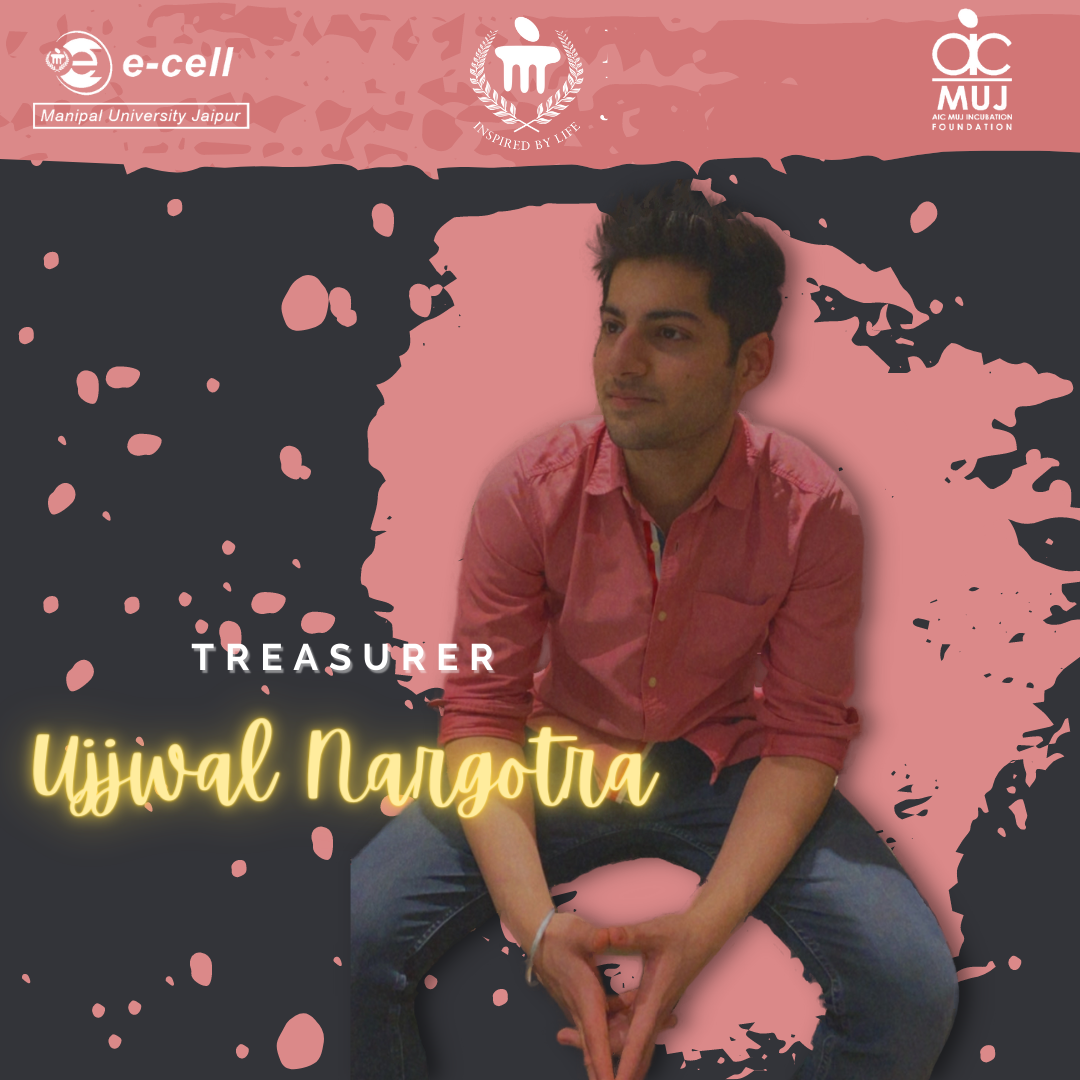 e-cell
Manipal University Jaipur
INSPIRED BY LIFE
aic
MUJ
AIC MUJ INCUBATION
FOUNDATION
TREASURER
Ujjwal Nargotra